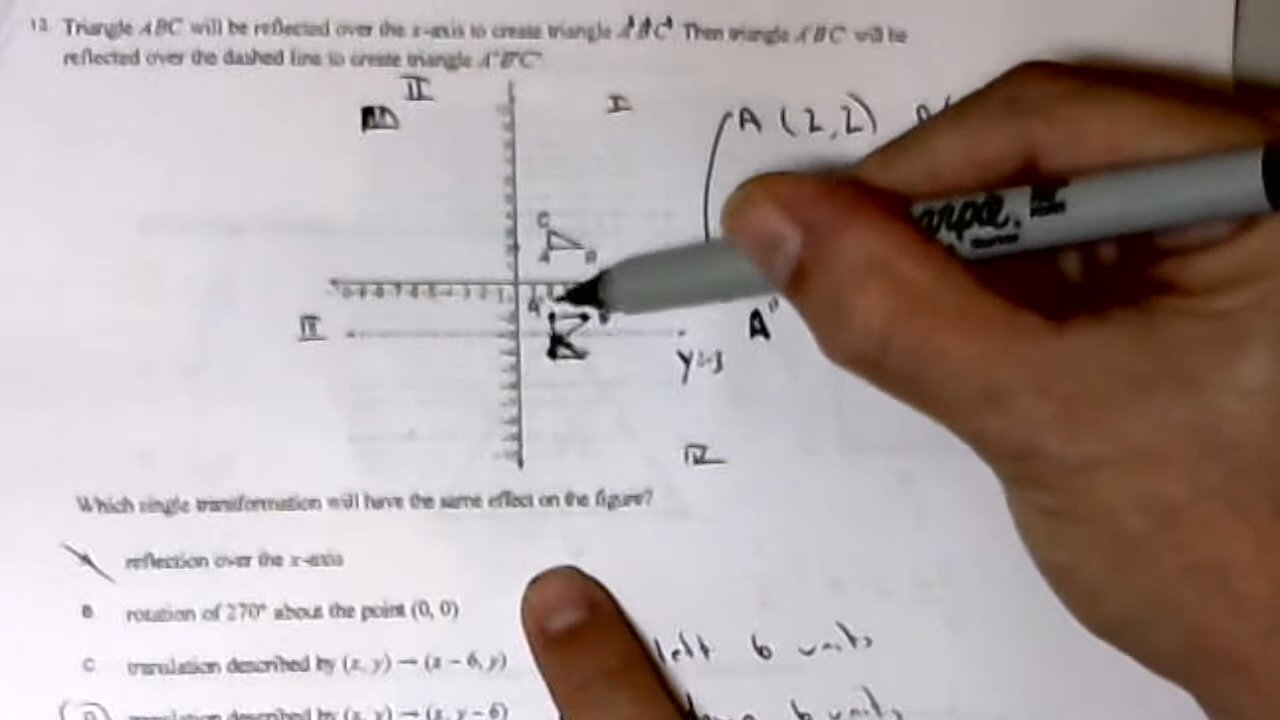 13. Triangle ABC will be reflected over the x-axis to create triangle A'B'C' Then triangle A'B'C' will be
reflected over the dashed line to create triangle A"B"C"
II
I
A (2,2)
C
A B
III
y=-3
A"
IV
Which single transformation will have the same effect on the figure?
reflection over the x-axis
B. rotation of 270° about the point (0, 0)
C. translation described by (x, y) → (x − 6, y) left 6 units
D. translation described by (x, y) → (x, y − 6) 6 units